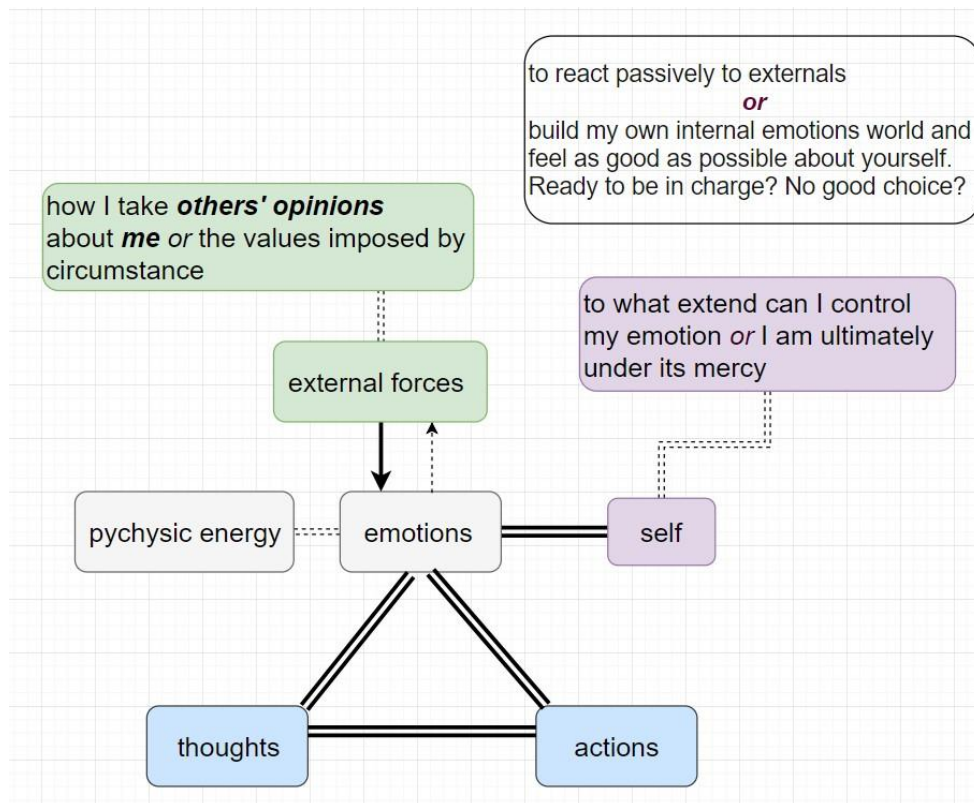 to react passively to externals
or
build my own internal emotions world and
feel as good as possible about yourself.
Ready to be in charge? No good choice?
how I take others' opinions
about me or the values imposed by
circumstance
to what extend can I control
my emotion or I am ultimately
under its mercy
external forces
pychysic energy
emotions
self
thoughts
actions